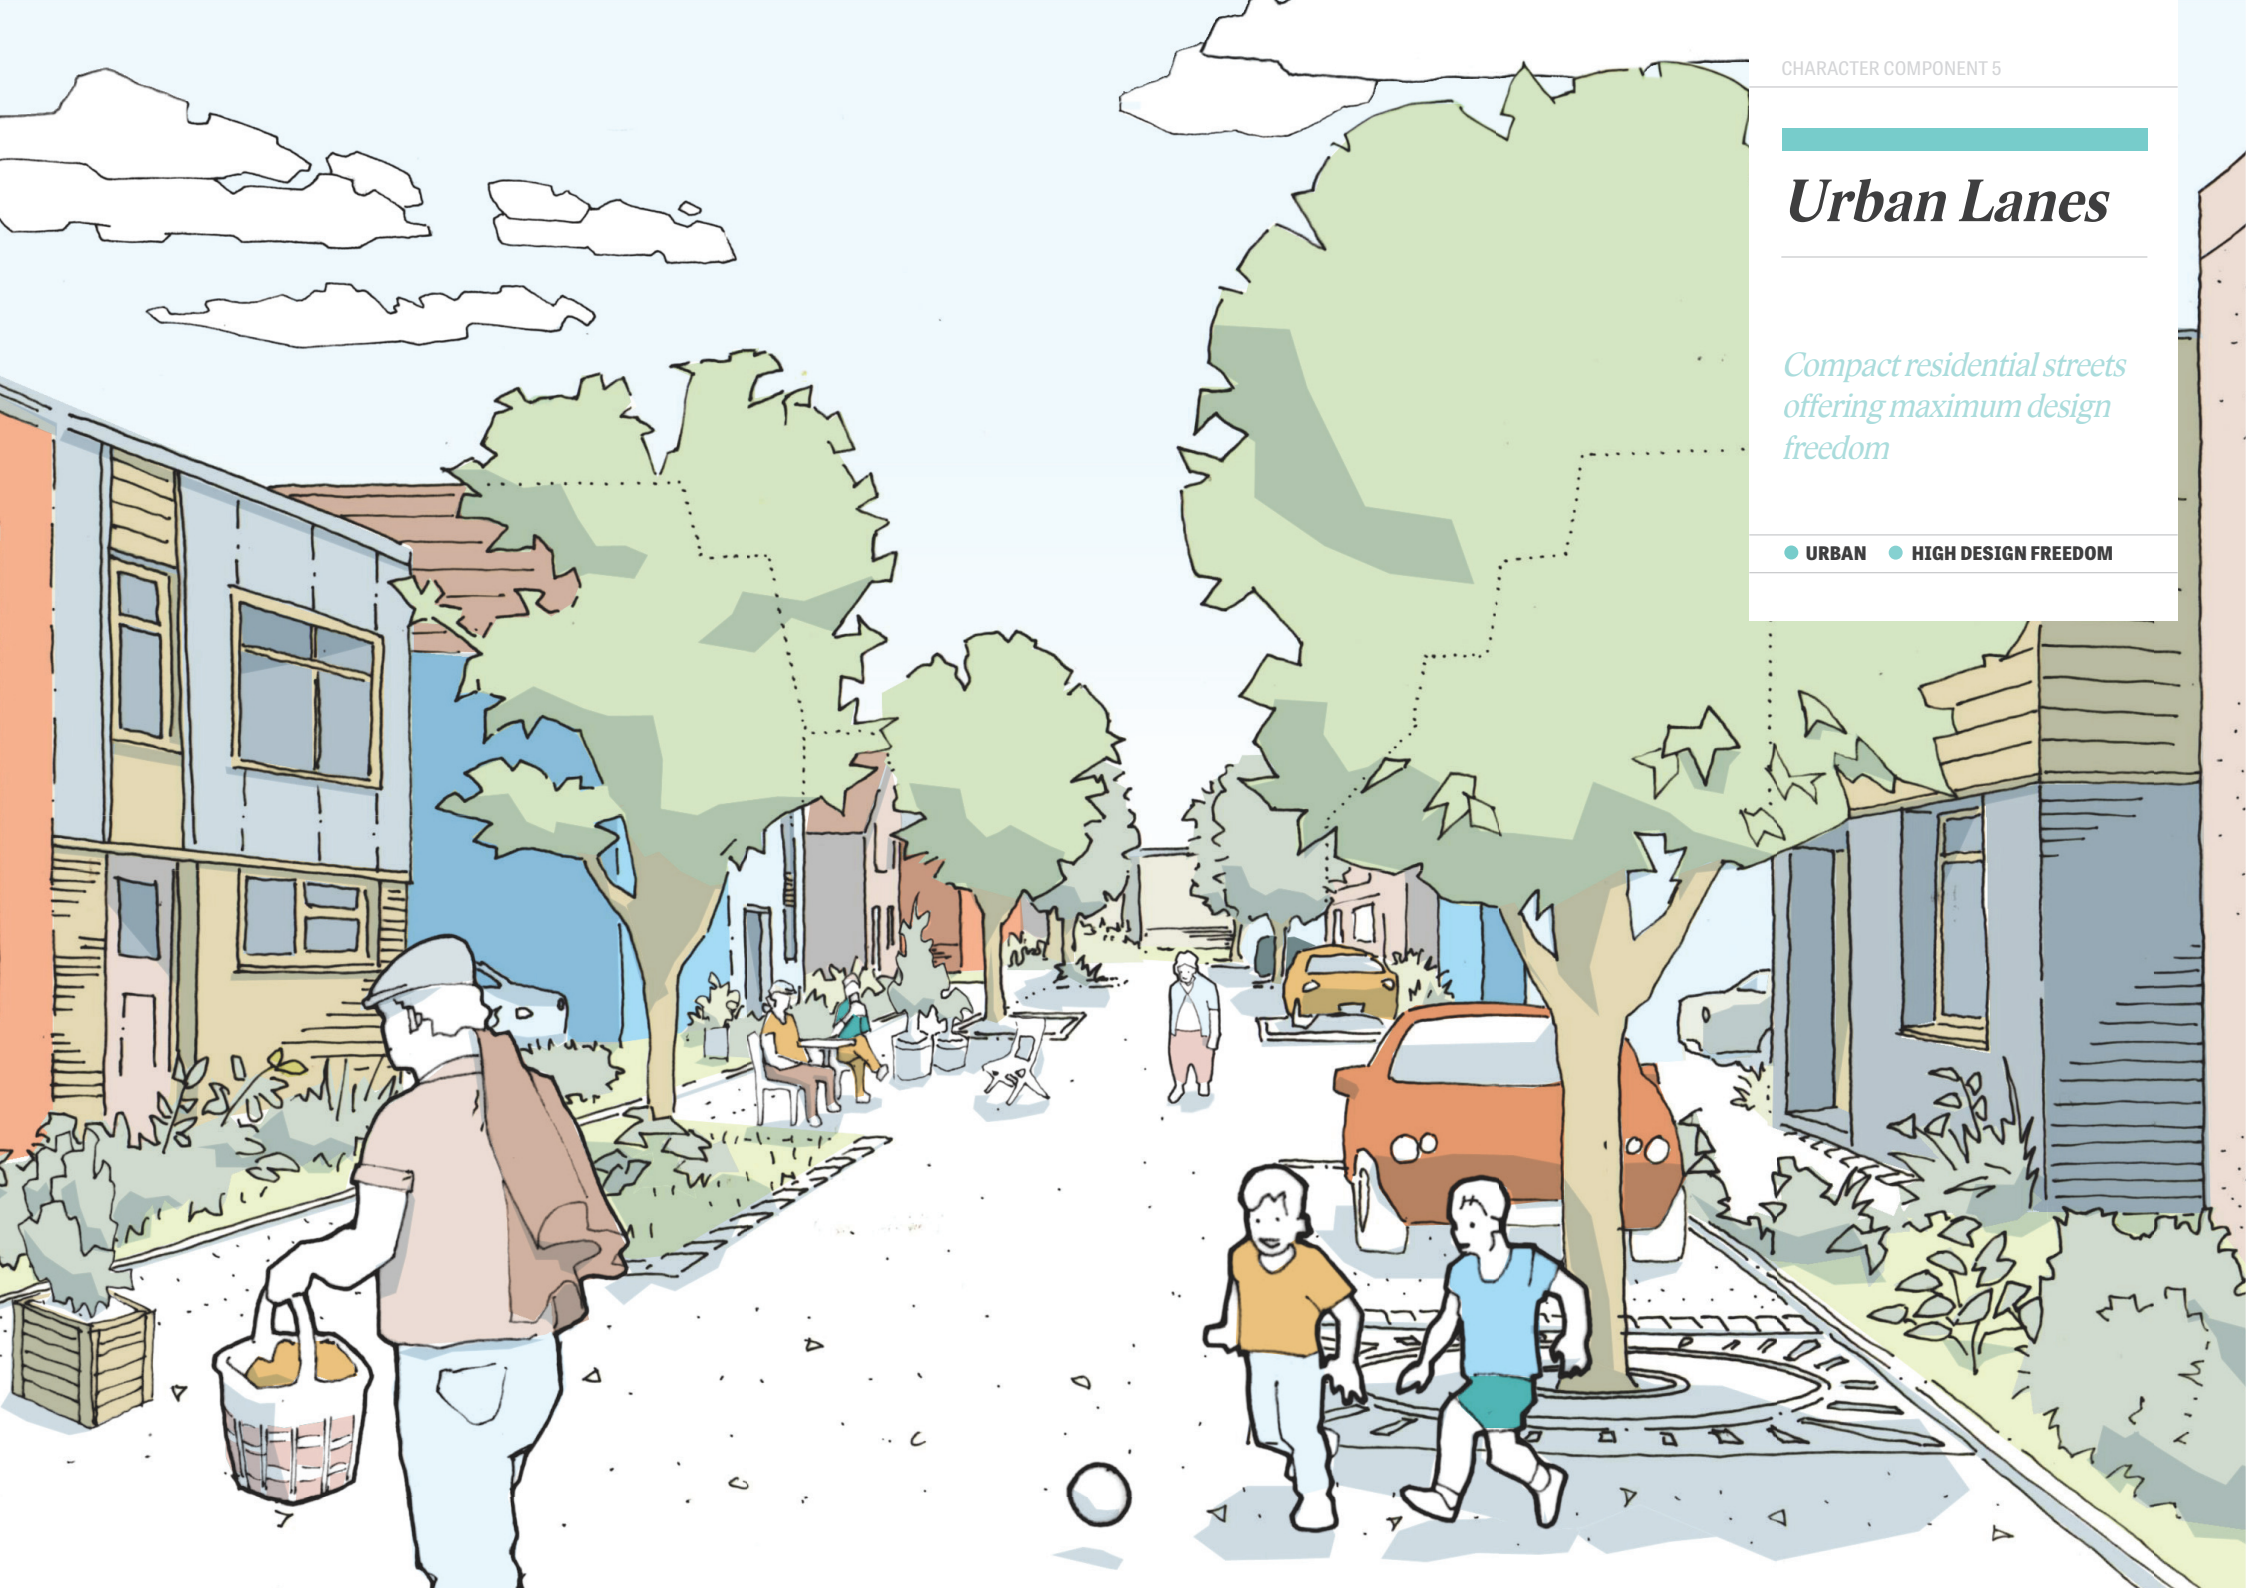 CHARACTER COMPONENT 5
Urban Lanes
Compact residential streets
offering maximum design
freedom
URBAN HIGH DESIGN FREEDOM